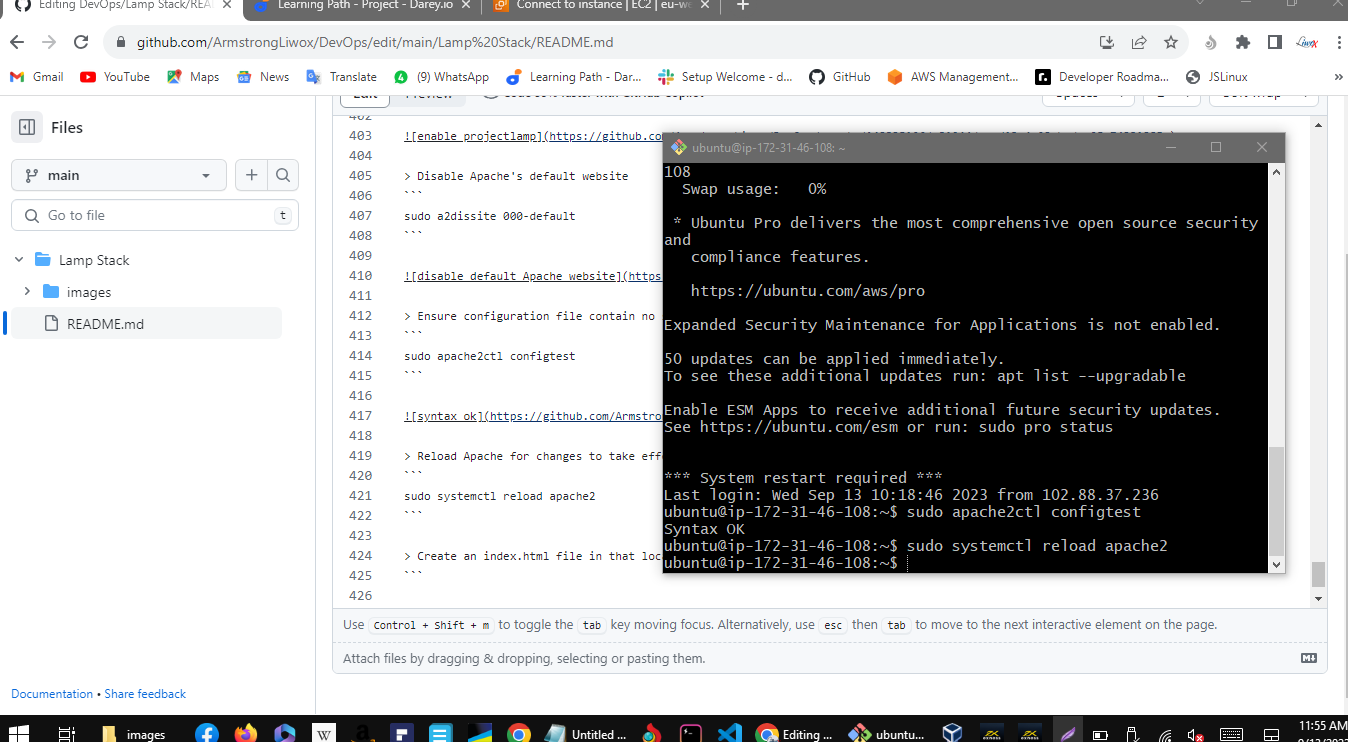 Editing DevOps/Lamp Stack/REA
Learning Path - Project - Darey.io
Connect to instance | EC2 | eu-we
github.com/ArmstrongLiwox/DevOps/edit/main/Lamp%20Stack/README.md
Gmail YouTube Maps News Translate (9) WhatsApp Learning Path - Dar... Setup Welcome - d... GitHub AWS Management... Developer Roadma... JSLinux »
Files
main
Go to file t
Lamp Stack
images
README.md
Documentation • Share feedback
Edit Preview Code 55% faster with GitHub Copilot Spaces 2 Soft wrap
402
403 ![enable projectlamp](https://github.co
404
405 > Disable Apache's default website
406 ```
407 sudo a2dissite 000-default
408 ```
409
410 ![disable default Apache website](https
411
412 > Ensure configuration file contain no
413 ```
414 sudo apache2ctl configtest
415 ```
416
417 ![syntax ok](https://github.com/Armstro
418
419 > Reload Apache for changes to take eff
420 ```
421 sudo systemctl reload apache2
422 ```
423
424 > Create an index.html file in that loc
425 ```
426
ubuntu@ip-172-31-46-108: ~
108
Swap usage: 0%
* Ubuntu Pro delivers the most comprehensive open source security
and
compliance features.
https://ubuntu.com/aws/pro
Expanded Security Maintenance for Applications is not enabled.
50 updates can be applied immediately.
To see these additional updates run: apt list --upgradable
Enable ESM Apps to receive additional future security updates.
See https://ubuntu.com/esm or run: sudo pro status
*** System restart required ***
Last login: Wed Sep 13 10:18:46 2023 from 102.88.37.236
ubuntu@ip-172-31-46-108:~$ sudo apache2ctl configtest
Syntax OK
ubuntu@ip-172-31-46-108:~$ sudo systemctl reload apache2
ubuntu@ip-172-31-46-108:~$
Use Control + Shift + m to toggle the tab key moving focus. Alternatively, use esc then tab to move to the next interactive element on the page.
Attach files by dragging & dropping, selecting or pasting them.
images Untitled ... Editing ... ubuntu... 11:55 AM